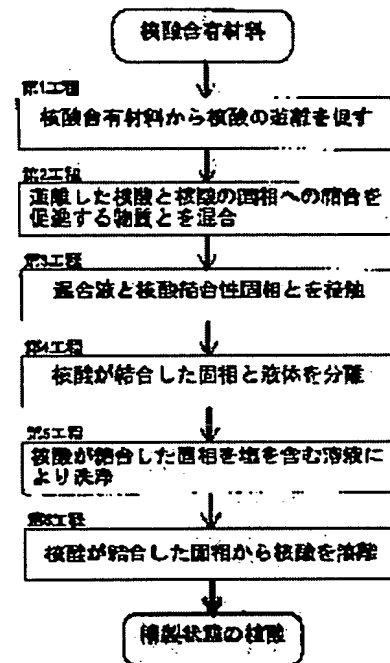 核酸含有材料
第1工程
核酸含有材料から核酸の遊離を促す
第2工程
遊離した核酸と核酸の固相への結合を
促進する物質とを混合
第3工程
混合液と核酸結合性固相とを接触
第4工程
核酸が結合した固相と液体を分離
第5工程
核酸が結合した固相を塩を含む溶液に
より洗浄
第6工程
核酸が結合した固相から核酸を溶離
精製状態の核酸